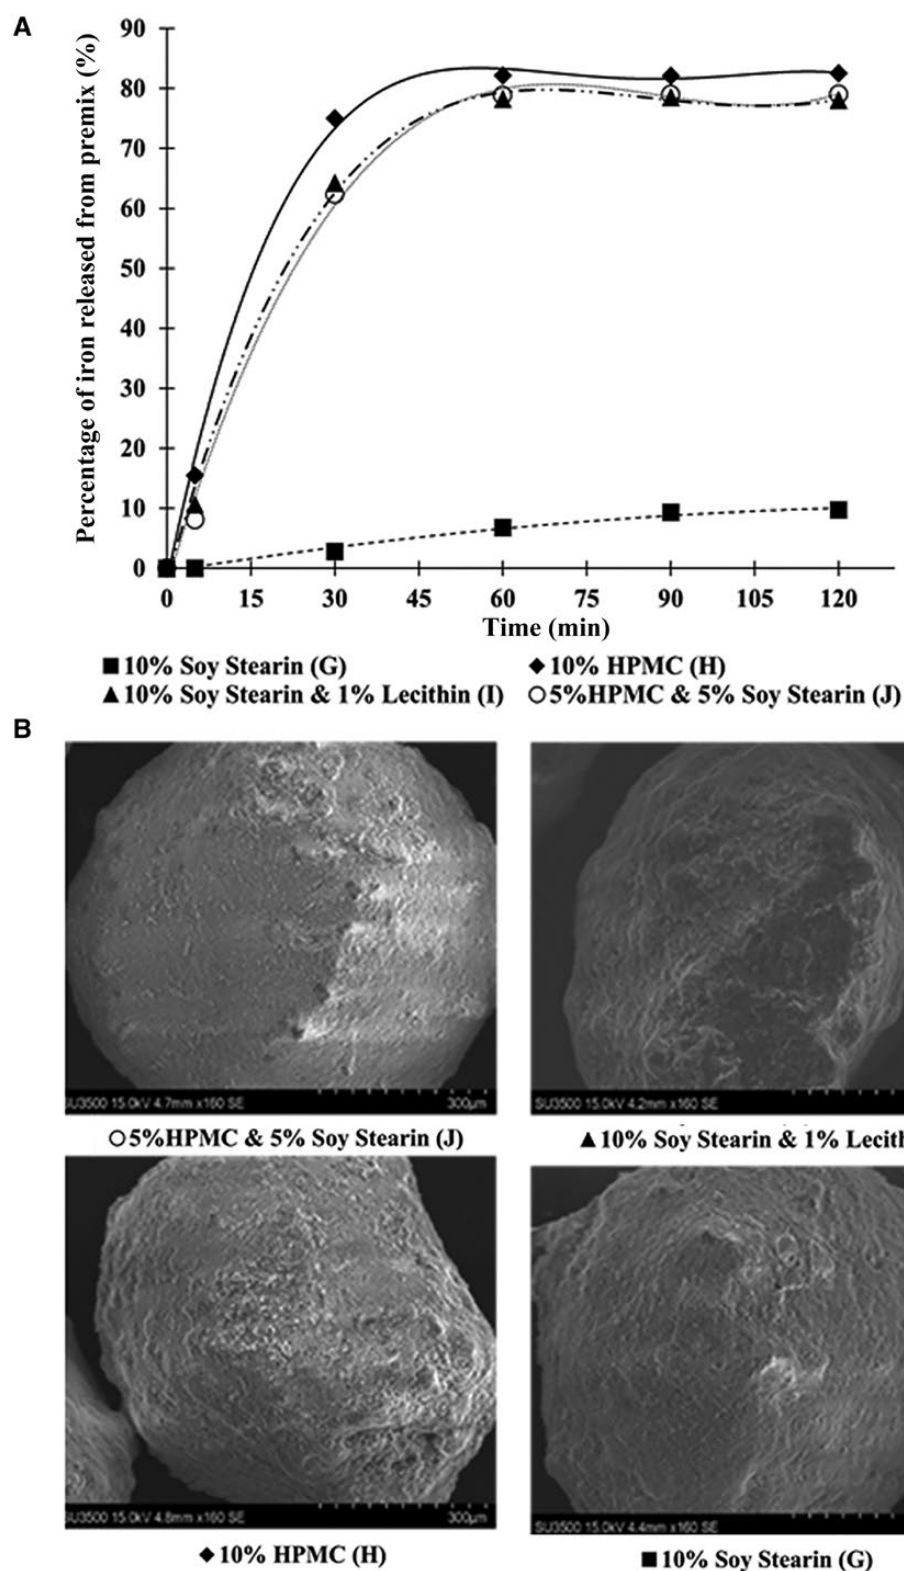 A
Percentage of iron released from premix (%)
90
80
70
60
50
40
30
20
10
0
0 15 30 45 60 75 90 105 120
Time (min)
■ 10% Soy Stearin (G) ◆ 10% HPMC (H)
▲ 10% Soy Stearin & 1% Lecithin (I) ○ 5%HPMC & 5% Soy Stearin (J)
B
SU3500 15.0kV 4.7mm x160 SE 300µm
SU3500 15.0kV 4.2mm x160 SE
○ 5%HPMC & 5% Soy Stearin (J)
▲ 10% Soy Stearin & 1% Lecith
SU3500 15.0kV 4.8mm x160 SE 300µm
SU3500 15.0kV 4.4mm x160 SE
◆ 10% HPMC (H)
■ 10% Soy Stearin (G)